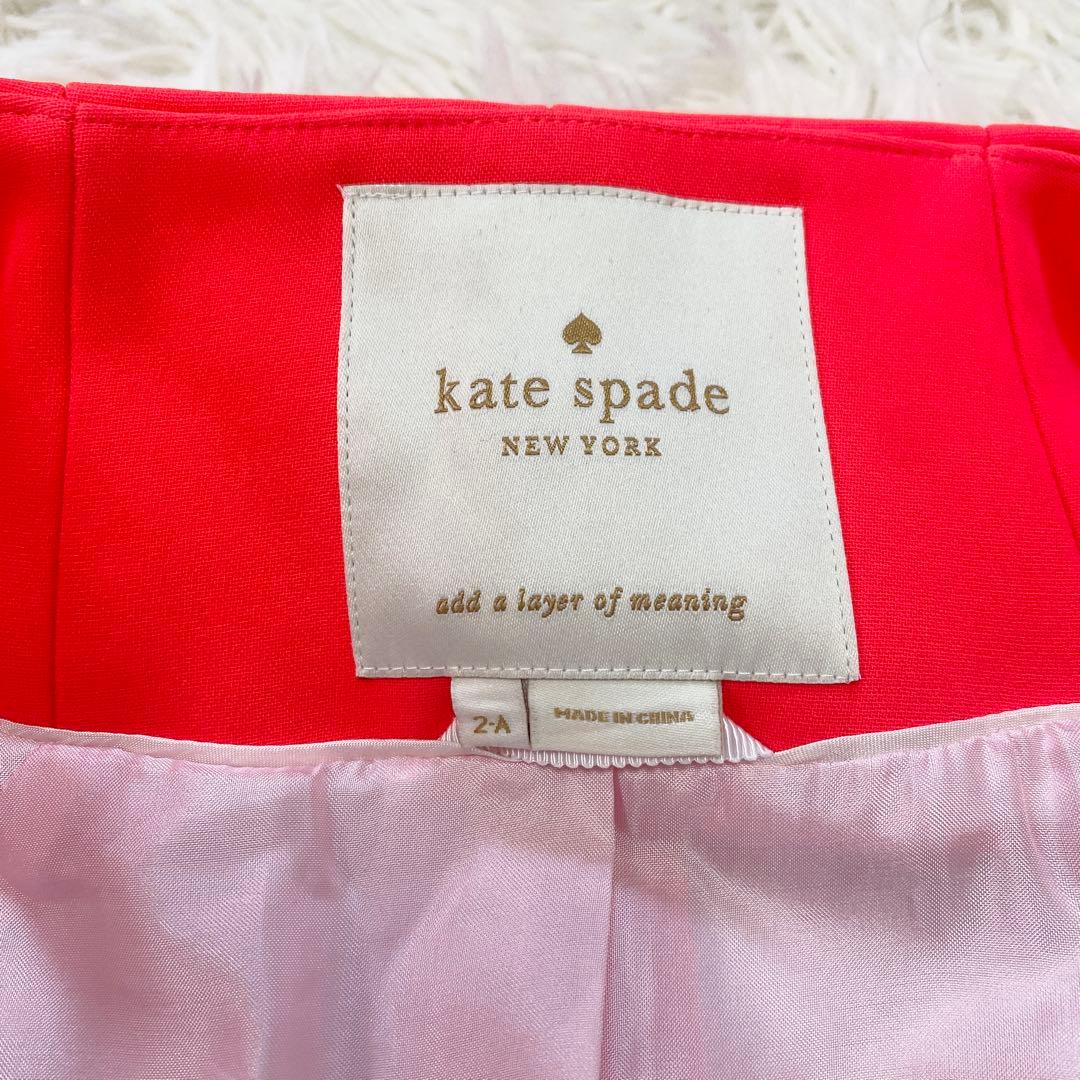 kate spade
NEW YORK
add a layer of meaning
2-A
MADE IN CHINA